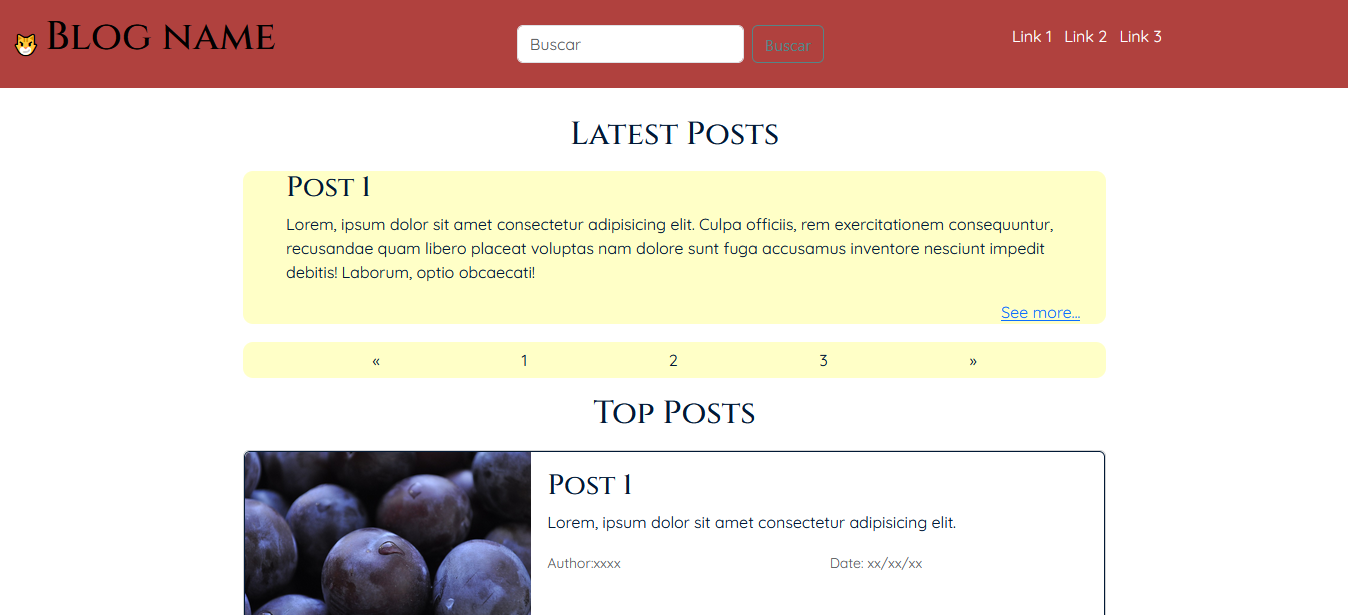 Blog name
Buscar
Buscar
Link 1 Link 2 Link 3
Latest Posts
Post 1
Lorem, ipsum dolor sit amet consectetur adipisicing elit. Culpa officiis, rem exercitationem consequuntur,
recusandae quam libero placeat voluptas nam dolore sunt fuga accusamus inventore nesciunt impedit
debitis! Laborum, optio obcaecati!
See more...
« 1 2 3 »
Top Posts
Post 1
Lorem, ipsum dolor sit amet consectetur adipisicing elit.
Author:xxxx Date: xx/xx/xx